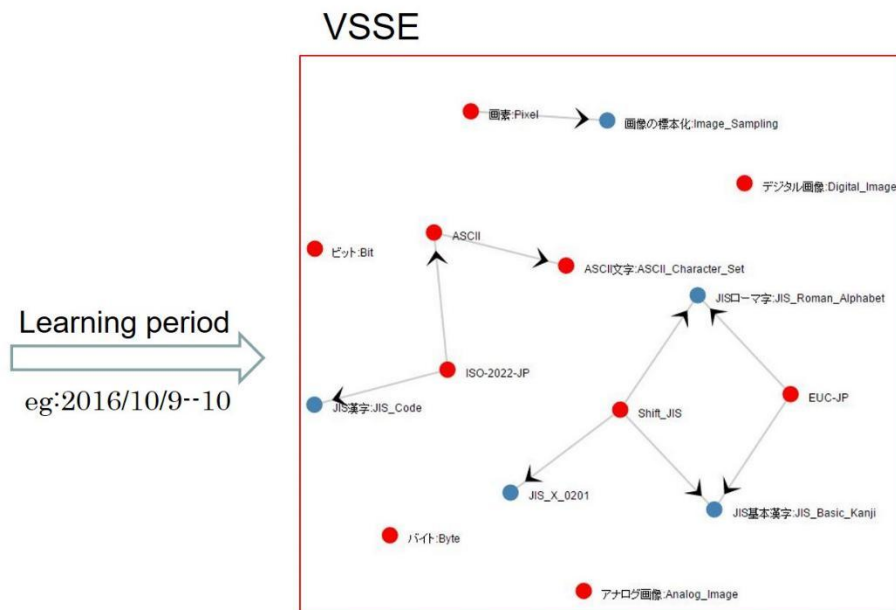 VSSE
画素:Pixel
画像の標本化:Image_Sampling
デジタル画像:Digital_Image
ASCII
ビット:Bit
ASCII文字:ASCII_Character_Set
JISローマ字:JIS_Roman_Alphabet
Learning period
ISO-2022-JP
eg:2016/10/9--10
JIS漢字:JIS_Code
Shift_JIS
EUC-JP
JIS_X_0201
JIS基本漢字:JIS_Basic_Kanji
バイト:Byte
アナログ画像:Analog_Image